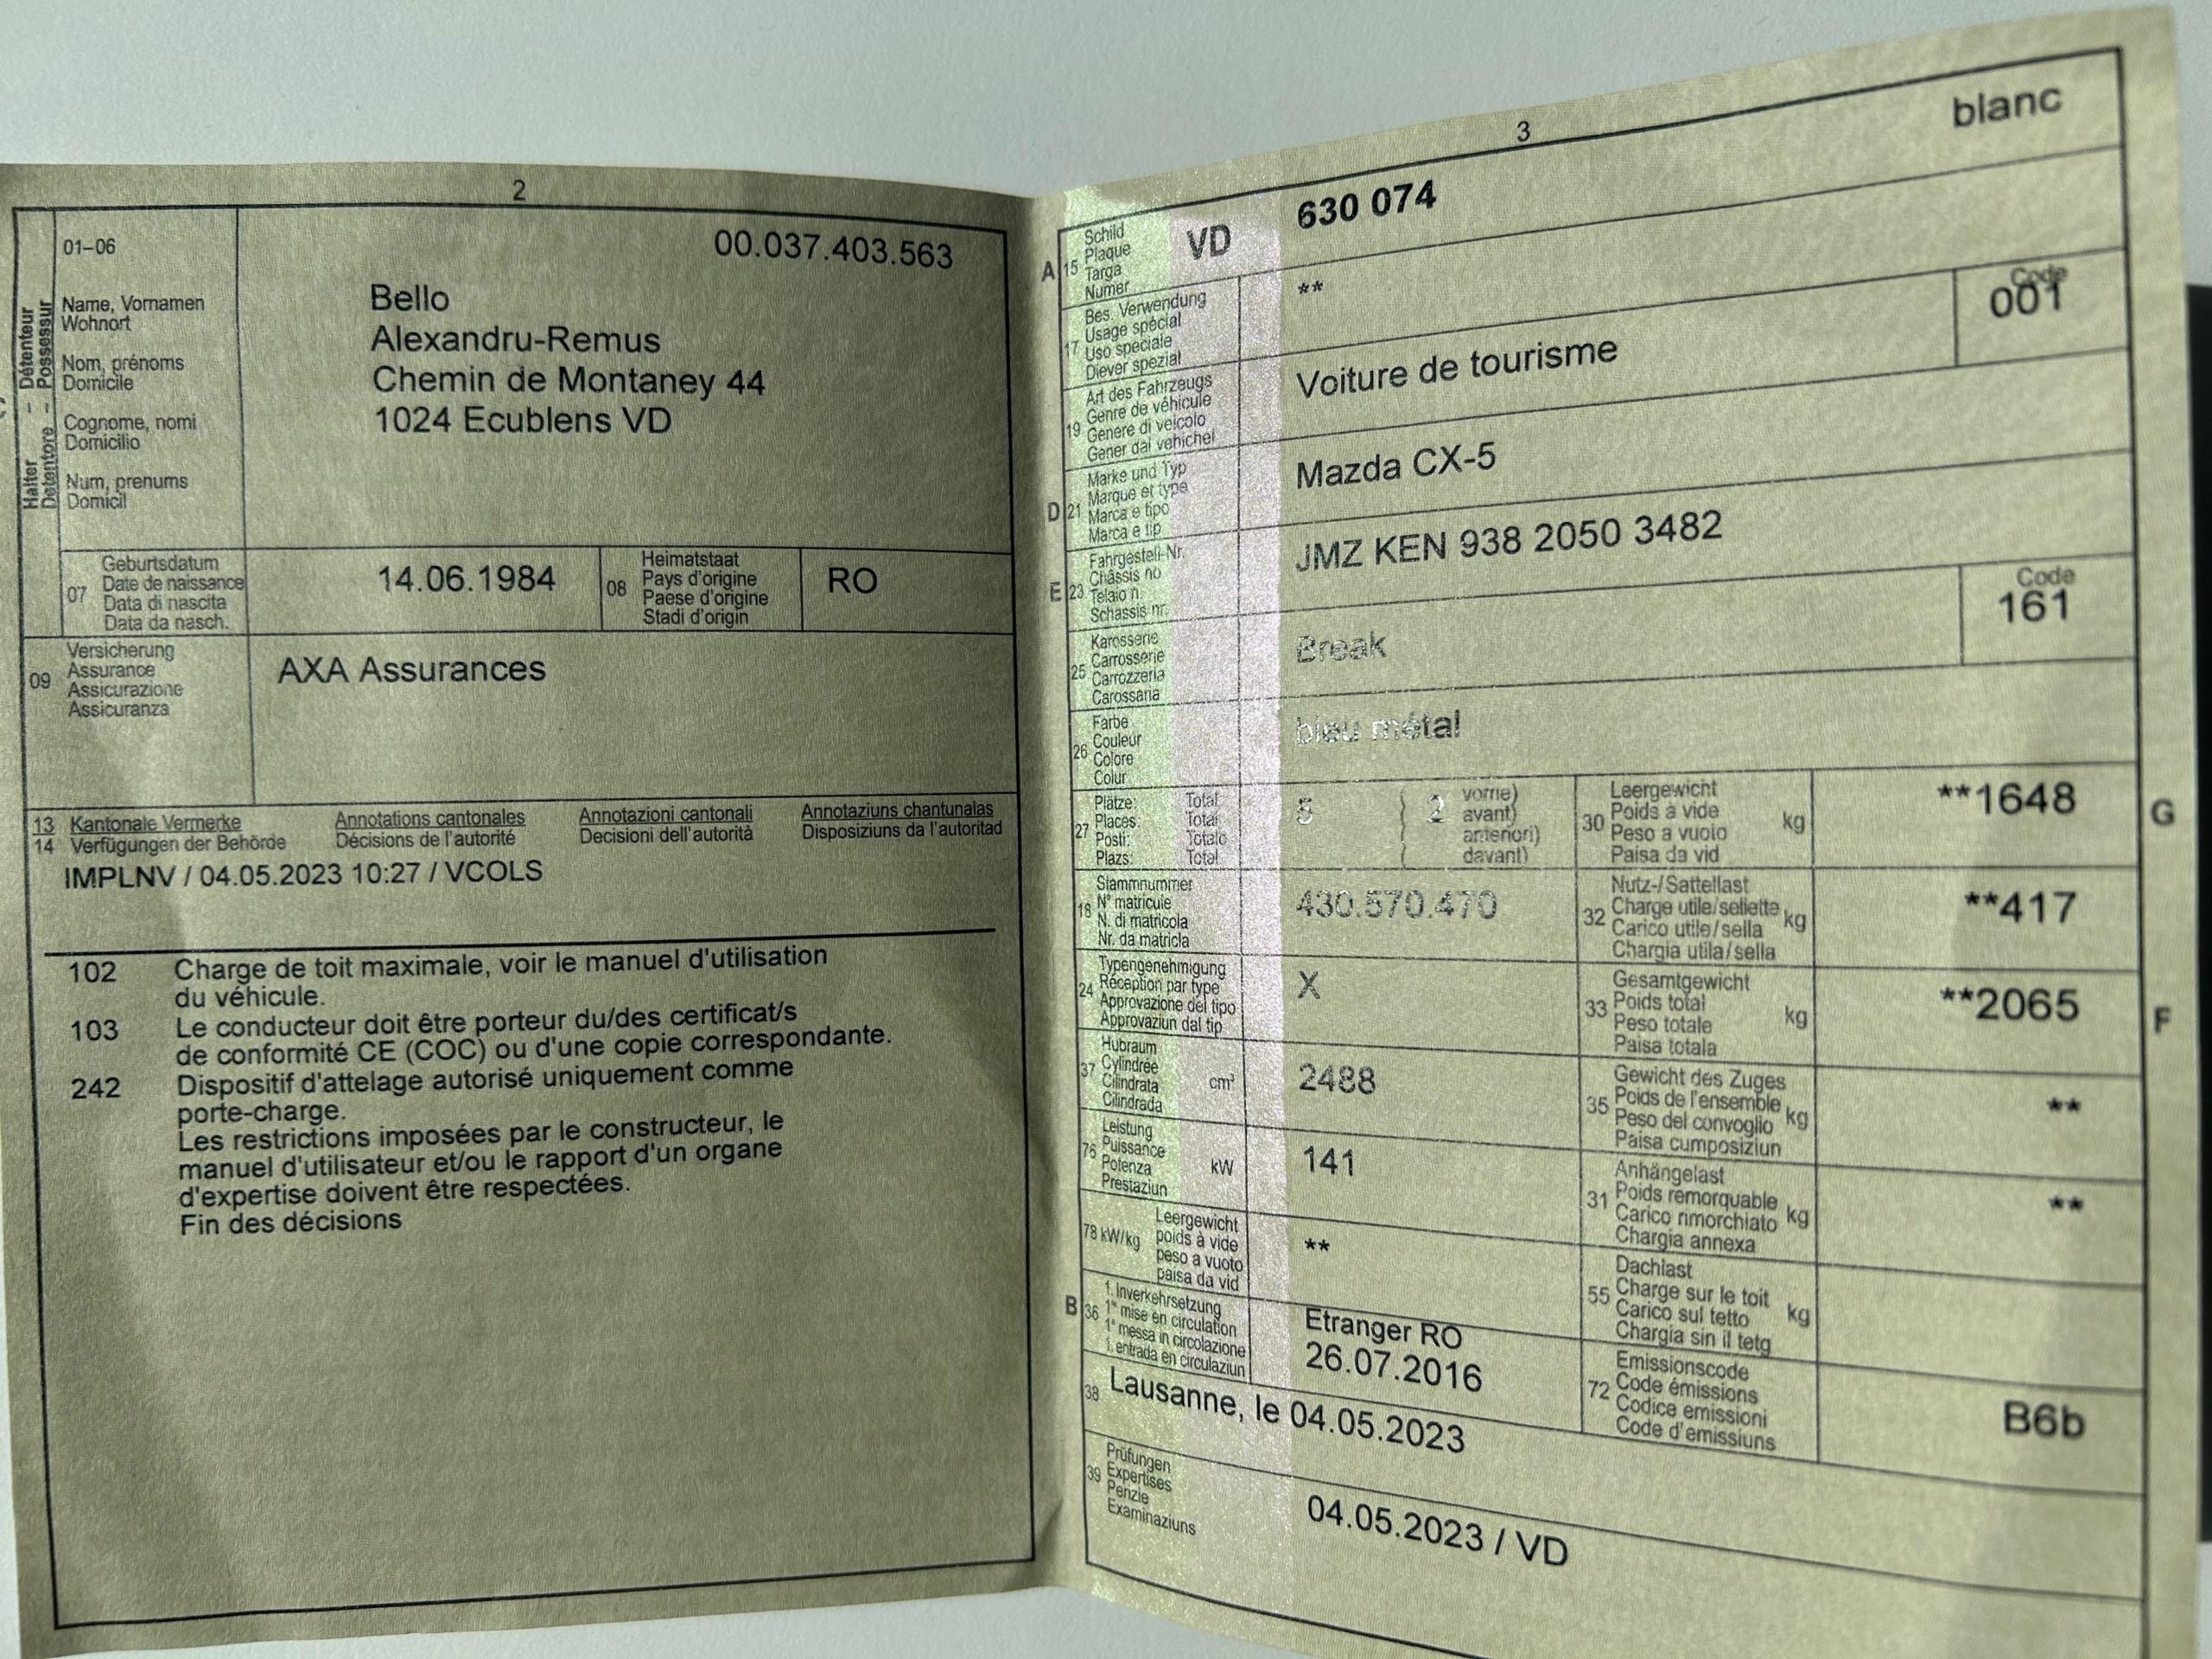 2
01–06
00.037.403.563
Halter – Détenteur
Detentore – Possessur
Name, Vornamen
Wohnort
Nom, prénoms
Domicile
Cognome, nomi
Domicilio
Num, prenums
Domicil
Bello
Alexandru-Remus
Chemin de Montaney 44
1024 Ecublens VD
07
Geburtsdatum
Date de naissance
Data di nascita
Data da nasch.
14.06.1984
08
Heimatstaat
Pays d'origine
Paese d'origine
Stadi d'origin
RO
09
Versicherung
Assurance
Assicurazione
Assicuranza
AXA Assurances
13 Kantonale Vermerke Annotations cantonales Annotazioni cantonali Annotaziuns chantunalas
14 Verfügungen der Behörde Décisions de l'autorité Decisioni dell'autorità Disposiziuns da l'autoritad
IMPLNV / 04.05.2023 10:27 / VCOLS
102 Charge de toit maximale, voir le manuel d'utilisation
du véhicule.
103 Le conducteur doit être porteur du/des certificat/s
de conformité CE (COC) ou d'une copie correspondante.
242 Dispositif d'attelage autorisé uniquement comme
porte-charge.
Les restrictions imposées par le constructeur, le
manuel d'utilisateur et/ou le rapport d'un organe
d'expertise doivent être respectées.
Fin des décisions
3
blanc
A 15
Schild
Plaque
Targa
Numer
VD 630 074
17
Bes. Verwendung
Usage spécial
Uso speciale
Diever spezial
**
19
Art des Fahrzeugs
Genre de véhicule
Genere di veicolo
Gener dal vehichel
Voiture de tourisme
Code
001
D 21
Marke und Typ
Marque et type
Marca e tipo
Marca e tip
Mazda CX-5
E 23
Fahrgestell-Nr.
Châssis no
Telaio n.
Schassis nr.
JMZ KEN 938 2050 3482
25
Karosserie
Carrosserie
Carrozzeria
Carossaria
Break
Code
161
26
Farbe
Couleur
Colore
Colur
bleu métal
27
Plätze: Total
Places: Total
Posti: Totale
Plazs: Total
5 ( 2
vorne)
avant)
anteriori)
davant)
30
Leergewicht
Poids à vide
Peso a vuoto
Paisa da vid
kg
**1648
G
18
Stammnummer
N° matricule
N. di matricola
Nr. da matricla
430.570.470
32
Nutz-/Sattellast
Charge utile/sellette
Carico utile/sella
Chargia utila/sella
kg
**417
24
Typengenehmigung
Réception par type
Approvazione del tipo
Approvaziun dal tip
X
33
Gesamtgewicht
Poids total
Peso totale
Paisa totala
kg
**2065
F
37
Hubraum
Cylindrée
Cilindrata
Cilindrada
cm³
2488
35
Gewicht des Zuges
Poids de l'ensemble
Peso del convoglio
Paisa cumposiziun
kg
**
76
Leistung
Puissance
Potenza
Prestaziun
kW
141
31
Anhängelast
Poids remorquable
Carico rimorchiato
Chargia annexa
kg
**
78 kW/kg
Leergewicht
poids à vide
peso a vuoto
paisa da vid
**
55
Dachlast
Charge sur le toit
Carico sul tetto
Chargia sin il tetg
kg
B 36
1. Inverkehrsetzung
1re mise en circulation
1a messa in circolazione
1. entrada en circulaziun
Etranger RO
26.07.2016
72
Emissionscode
Code émissions
Codice emissioni
Code d'emissiuns
B6b
38 Lausanne, le 04.05.2023
39
Prüfungen
Expertises
Perizie
Examinaziuns
04.05.2023 / VD